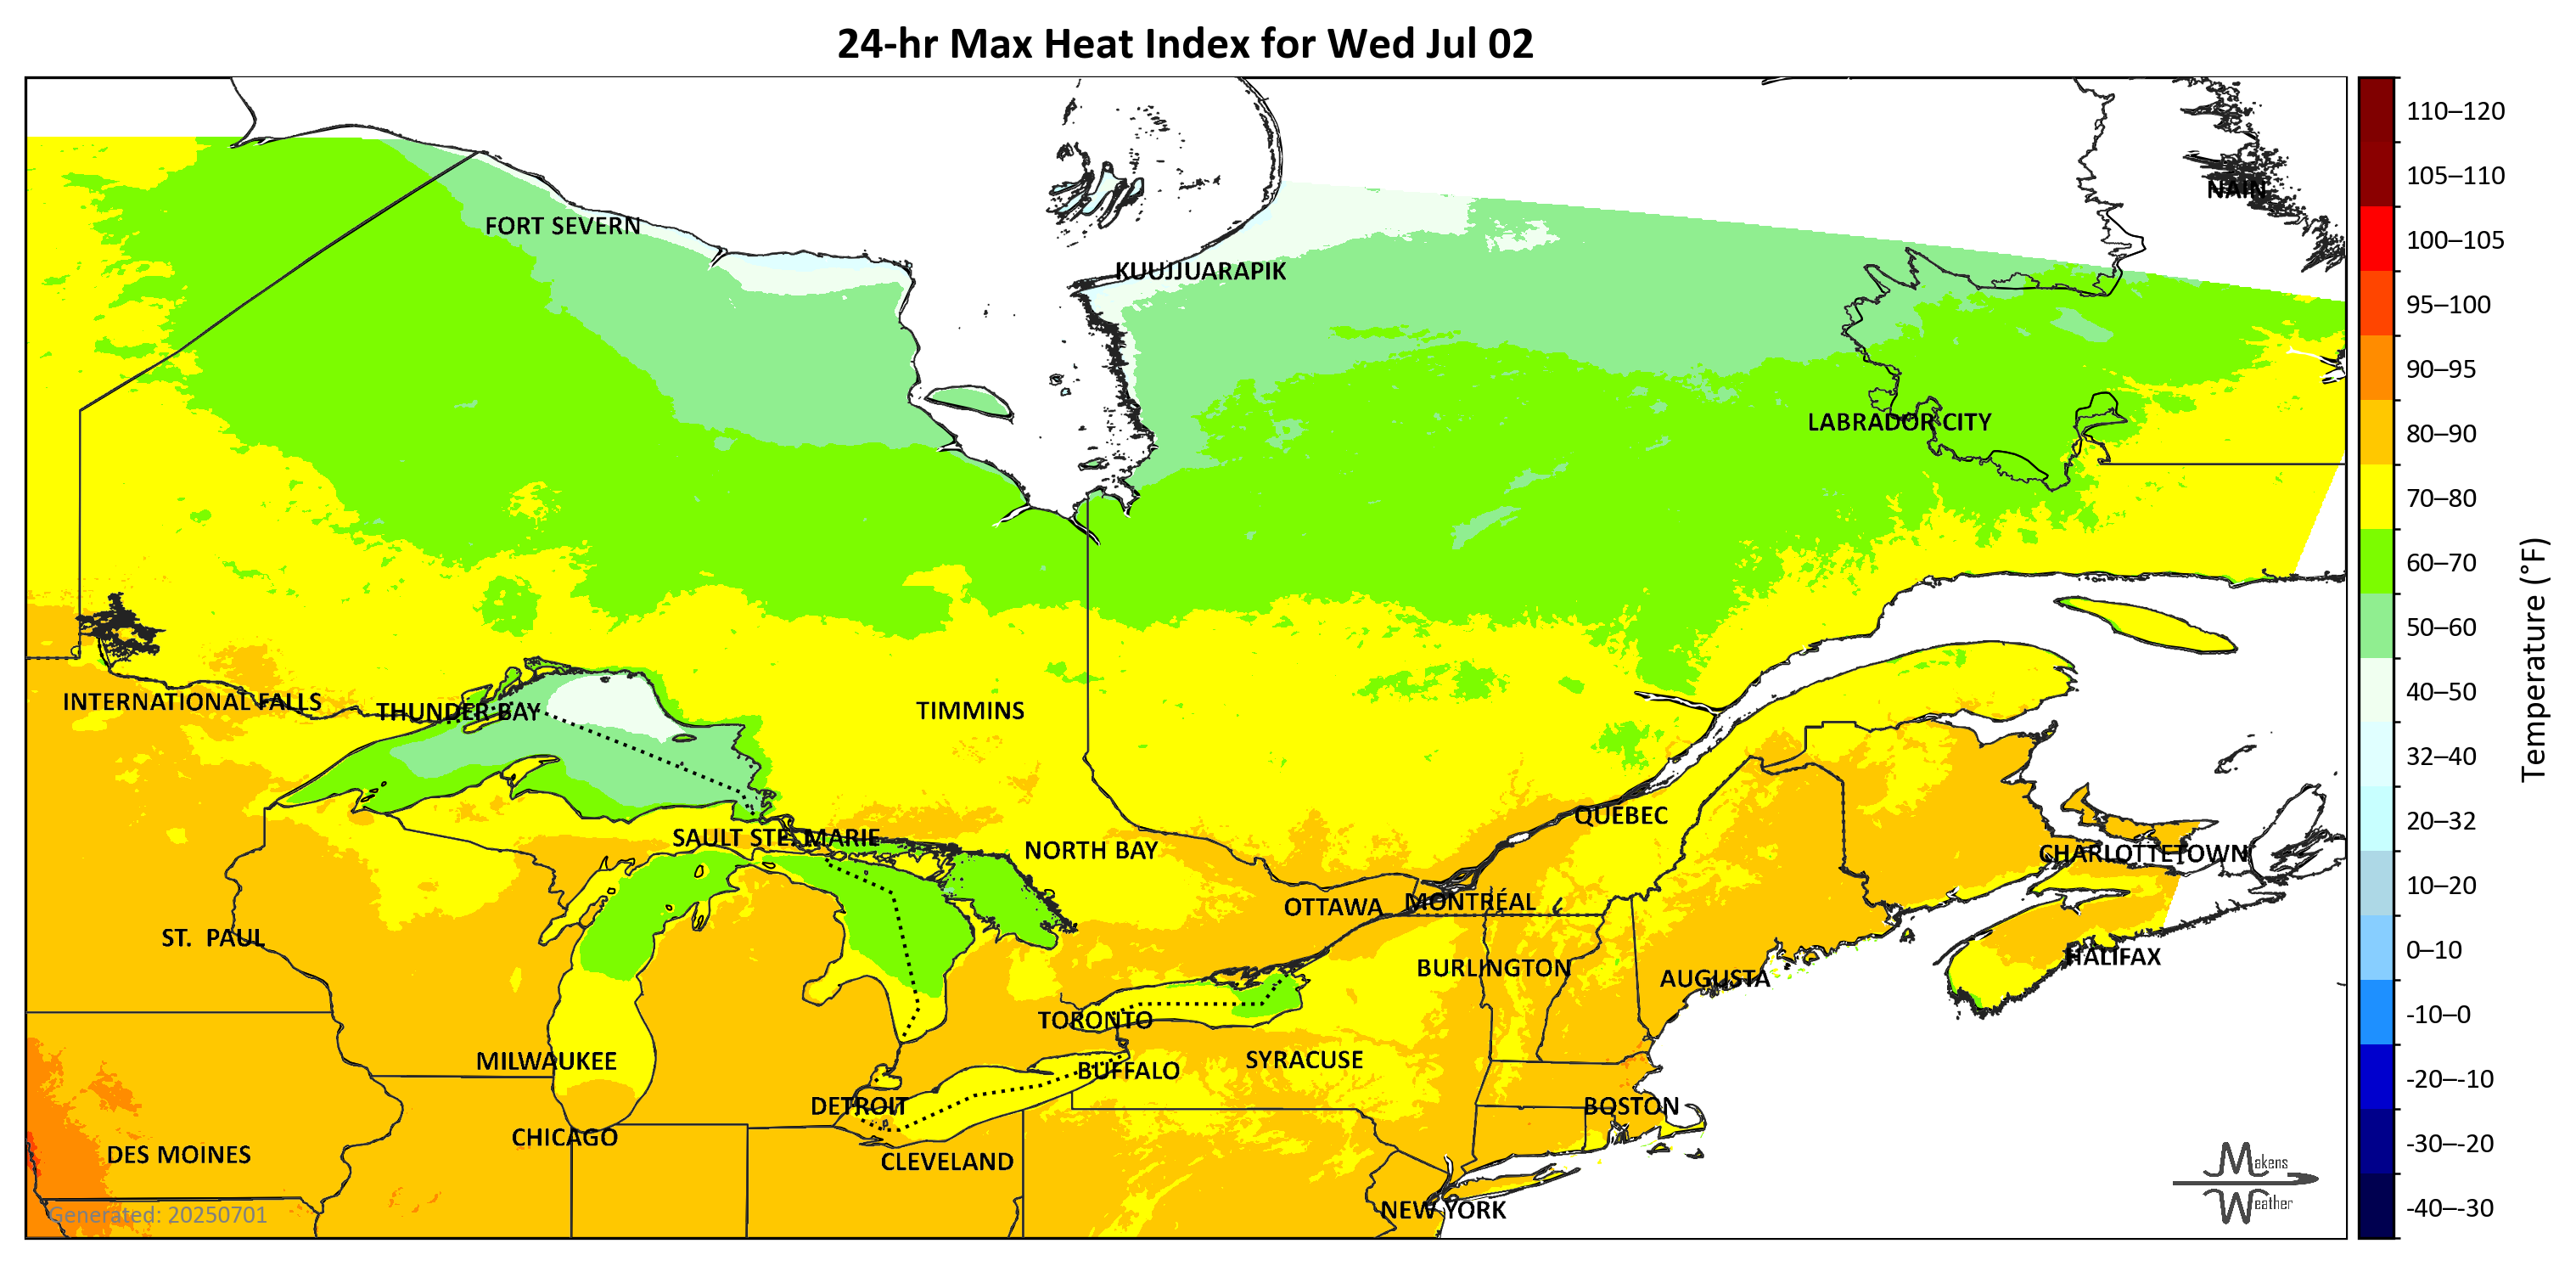 24-hr Max Heat Index for Wed Jul 02
NAIN
FORT SEVERN
KUUJJUARAPIK
LABRADOR CITY
INTERNATIONAL FALLS
THUNDER BAY
TIMMINS
QUEBEC
SAULT STE. MARIE
NORTH BAY
CHARLOTTETOWN
OTTAWA
MONTRÉAL
ST. PAUL
HALIFAX
BURLINGTON
AUGUSTA
TORONTO
MILWAUKEE
SYRACUSE
BUFFALO
DETROIT
BOSTON
CHICAGO
DES MOINES
CLEVELAND
NEW YORK
Generated: 20250701
Makens
Weather
110–120
105–110
100–105
95–100
90–95
80–90
70–80
60–70
50–60
40–50
32–40
20–32
10–20
0–10
-10–0
-20–-10
-30–-20
-40–-30
Temperature (°F)